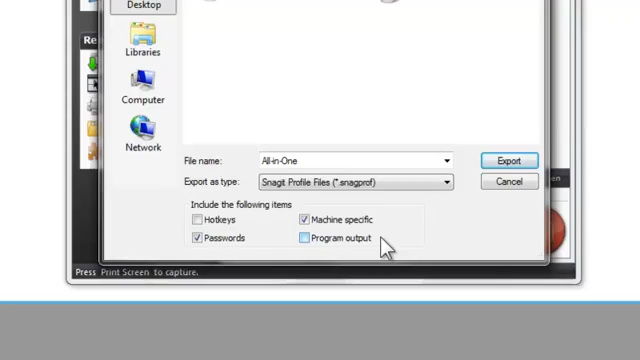 Desktop
Re
Libraries
Computer
Network
File name:
All-in-One
Export
Export as type:
Snagit Profile Files (*.snagprof)
Cancel
Include the following items
Hotkeys
Machine specific
Passwords
Program output
Press Print Screen to capture.